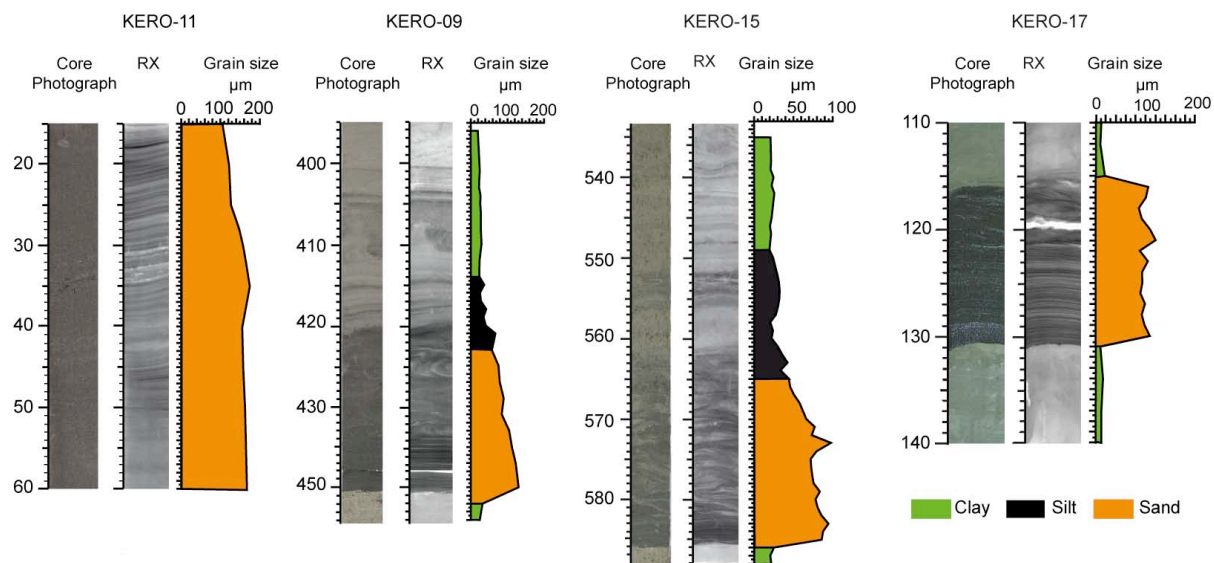 KERO-11
KERO-09
KERO-15
KERO-17
Core Photograph
RX
Grain size
µm
0 100 200
20
30
40
50
60
Core Photograph
RX
Grain size
µm
0 100 200
400
410
420
430
450
Core Photograph
RX
Grain size
µm
0 50 100
540
550
560
570
580
Core Photograph
RX
Grain size
µm
0 100 200
110
120
130
140
Clay
Silt
Sand